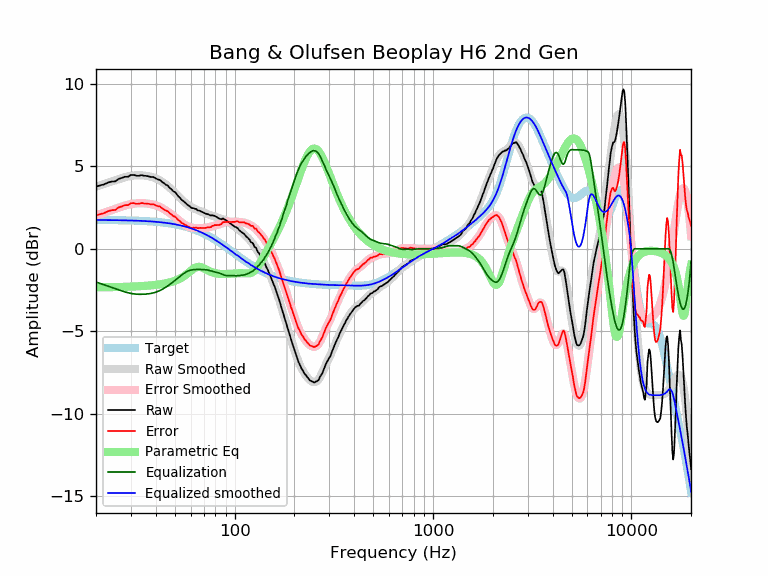 Bang & Olufsen Beoplay H6 2nd Gen
10
5
0
−5
−10
−15
Amplitude (dBr)
Target
Raw Smoothed
Error Smoothed
Raw
Error
Parametric Eq
Equalization
Equalized smoothed
100 1000 10000
Frequency (Hz)